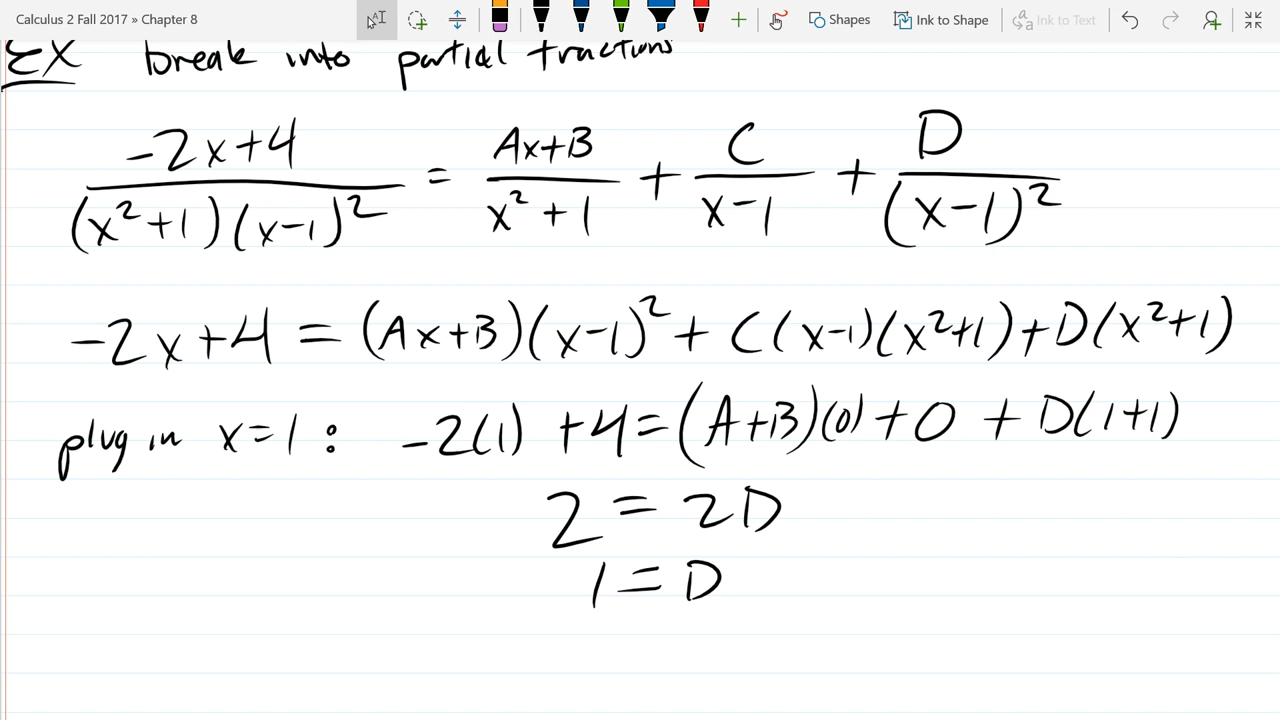 Calculus 2 Fall 2017 » Chapter 8
Shapes Ink to Shape Ink to Text
EX break into partial fractions
-2x+4/((x²+1)(x-1)²) = (Ax+B)/(x²+1) + C/(x-1) + D/(x-1)²
-2x+4 = (Ax+B)(x-1)² + C(x-1)(x²+1)+D(x²+1)
plug in x=1: -2(1) +4=(A+B)(0)+0 + D(1+1)
2 = 2D
1 = D